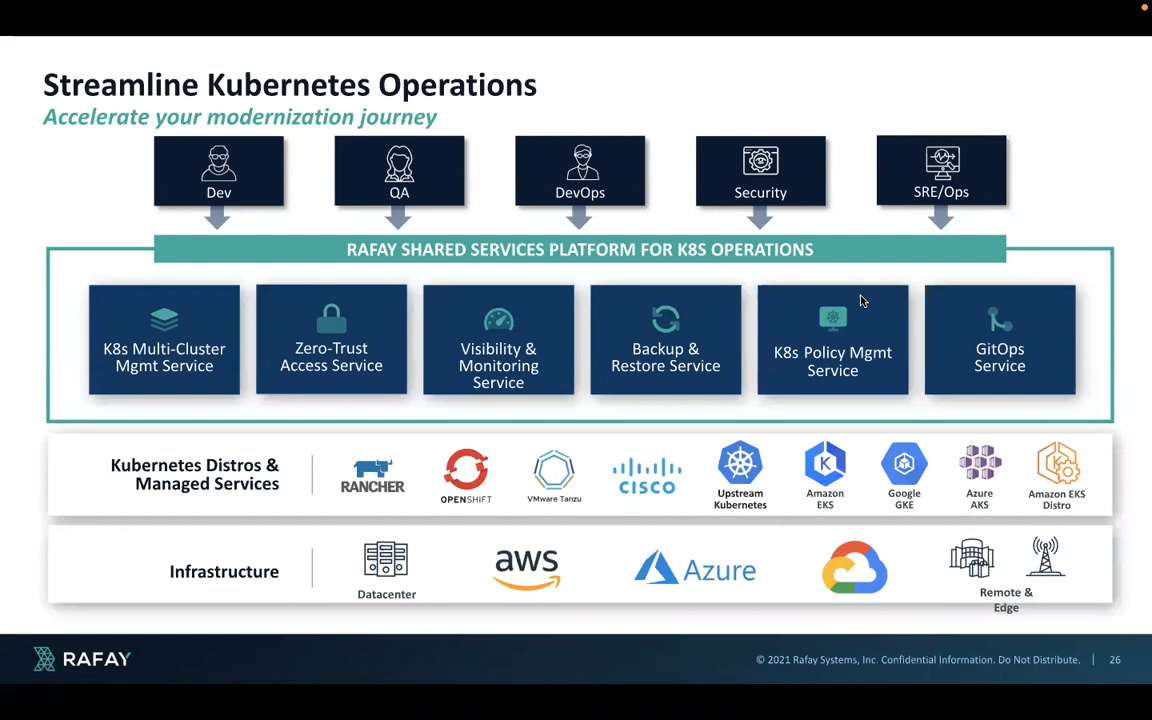 Streamline Kubernetes Operations
Accelerate your modernization journey
Dev
QA
DevOps
Security
SRE/Ops
RAFAY SHARED SERVICES PLATFORM FOR K8S OPERATIONS
K8s Multi-Cluster
Mgmt Service
Zero-Trust
Access Service
Visibility &
Monitoring
Service
Backup &
Restore Service
K8s Policy Mgmt
Service
GitOps
Service
Kubernetes Distros &
Managed Services
RANCHER
OPENSHIFT
VMware Tanzu
CISCO
Upstream
Kubernetes
Amazon
EKS
Google
GKE
Azure
AKS
Amazon EKS
Distro
Infrastructure
Datacenter
aws
Azure
Remote &
Edge
RAFAY
© 2021 Rafay Systems, Inc. Confidential Information. Do Not Distribute. | 26